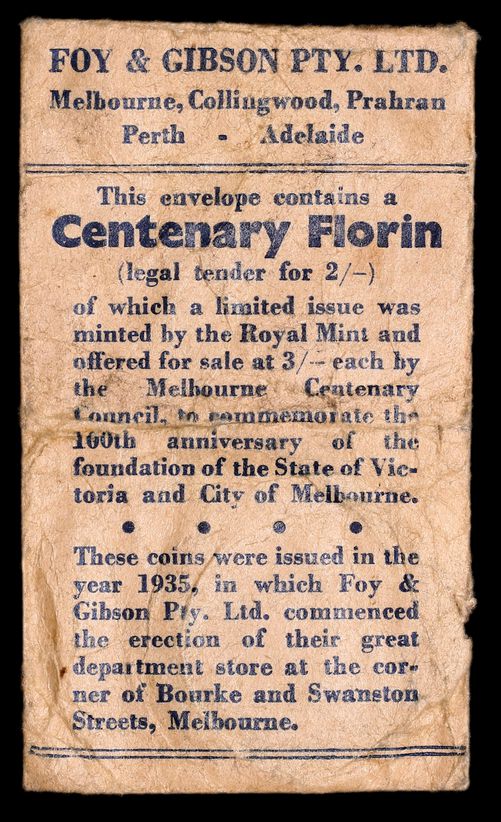 FOY & GIBSON PTY. LTD.
Melbourne, Collingwood, Prahran
Perth - Adelaide
This envelope contains a
Centenary Florin
(legal tender for 2/-)
of which a limited issue was
minted by the Royal Mint and
offered for sale at 3/- each by
the Melbourne Centenary
Council, to commemorate the
100th anniversary of the
foundation of the State of Vic-
toria and City of Melbourne.
These coins were issued in the
year 1935, in which Foy &
Gibson Pty. Ltd. commenced
the erection of their great
department store at the cor-
ner of Bourke and Swanston
Streets, Melbourne.